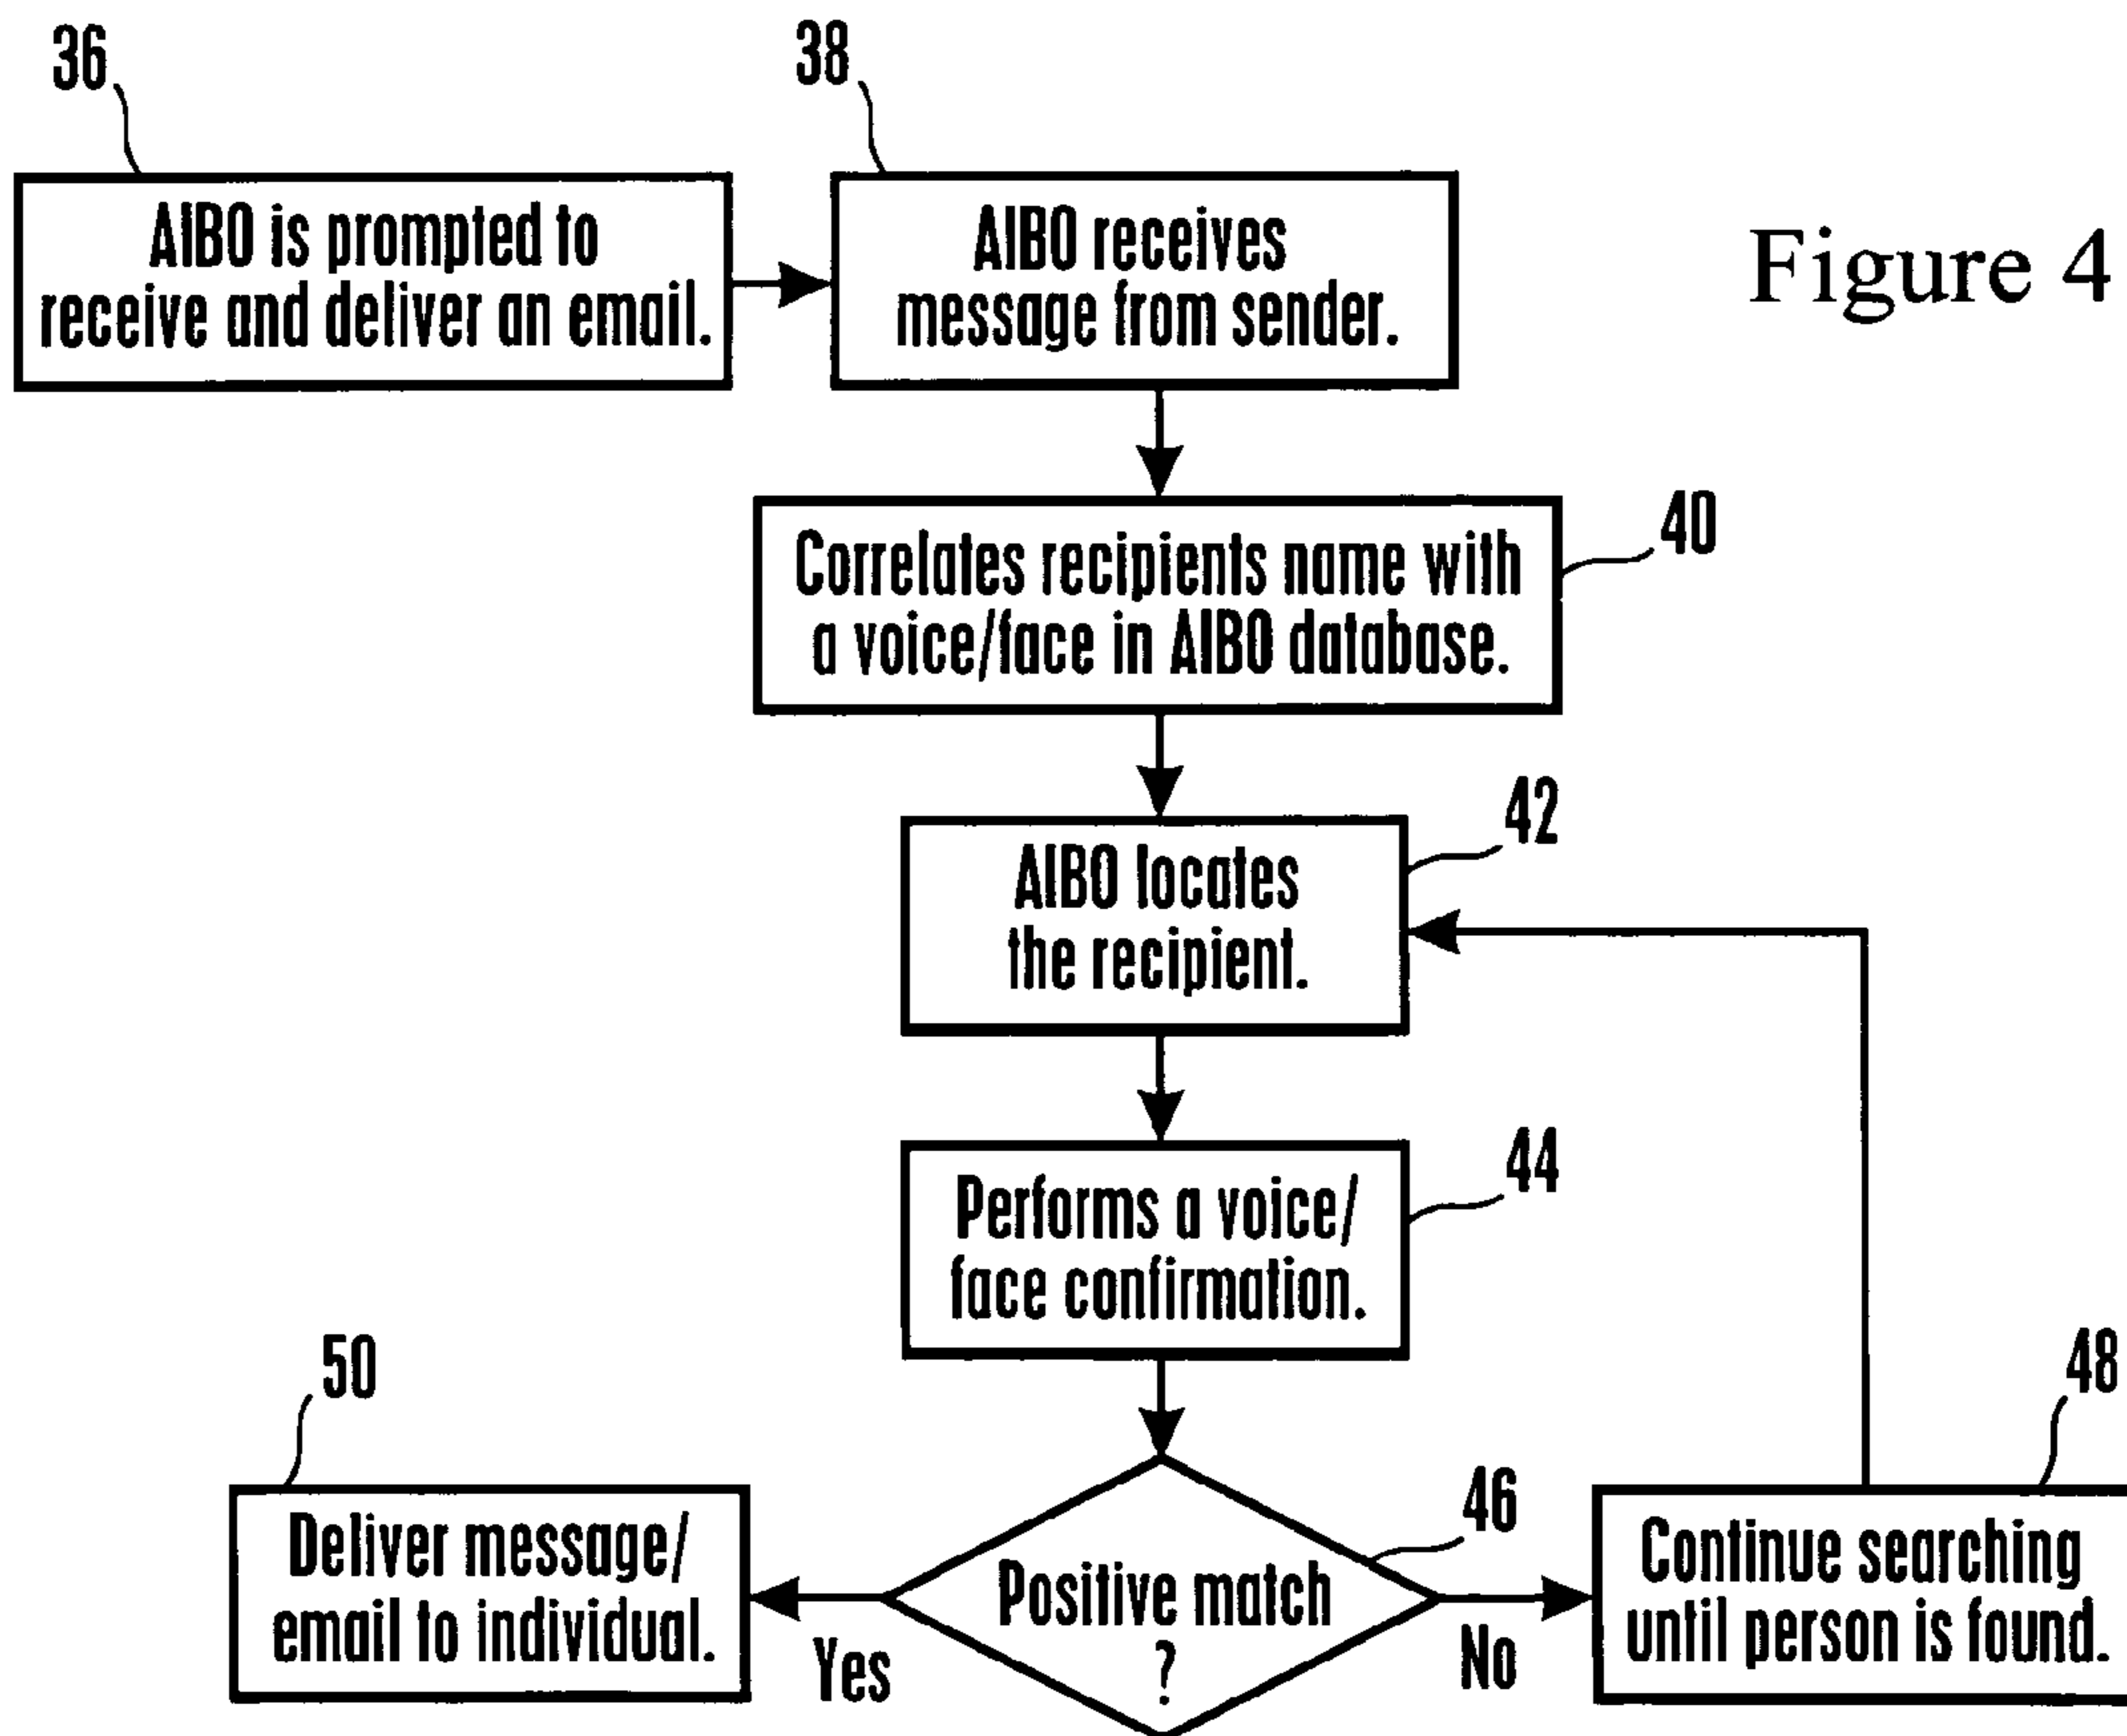 36
38
AIBO is prompted to
receive and deliver an email.
AIBO receives
message from sender.
Figure 4
40
Correlates recipients name with
a voice/face in AIBO database.
42
AIBO locates
the recipient.
44
Performs a voice/
face confirmation.
50
48
46
Deliver message/
email to individual.
Yes
Positive match
?
No
Continue searching
until person is found.